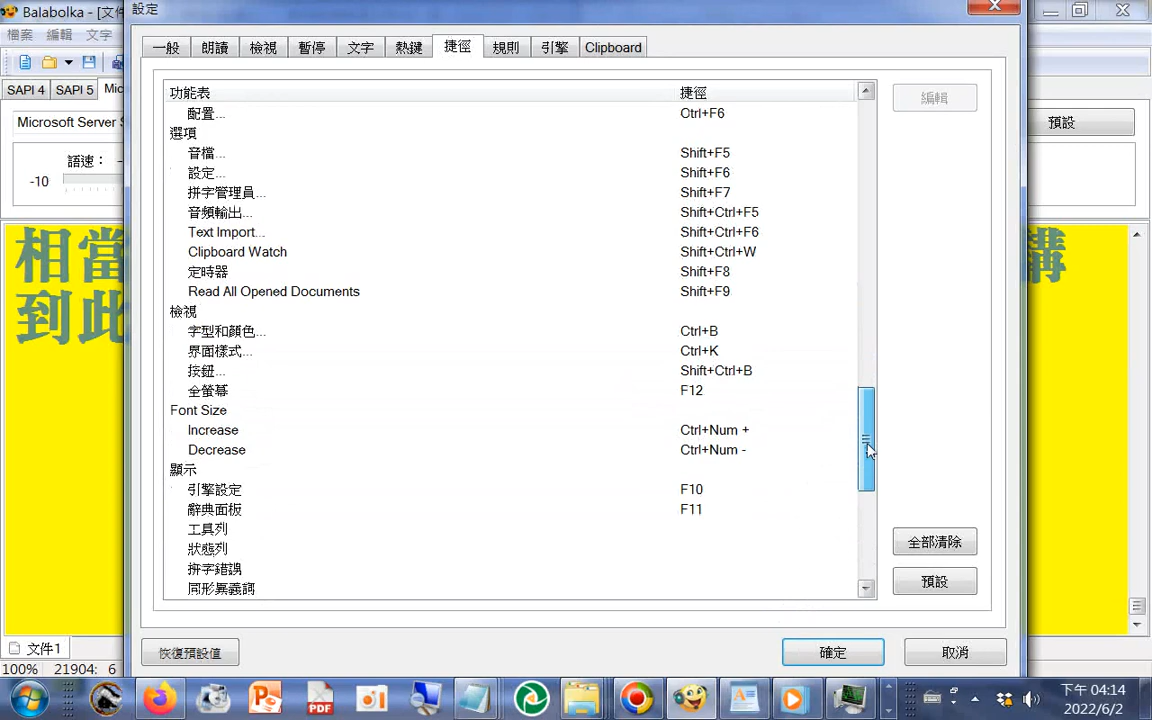 Balabolka - [文件
設定
檔案 編輯 文字
一般 朗讀 檢視 暫停 文字 熱鍵 捷徑 規則 引擎 Clipboard
SAPI 4 SAPI 5 Mic
Microsoft Server S
預設
語速：
-10
功能表 捷徑
編輯
配置... Ctrl+F6
選項
音檔... Shift+F5
設定... Shift+F6
拼字管理員... Shift+F7
音頻輸出... Shift+Ctrl+F5
Text Import... Shift+Ctrl+F6
Clipboard Watch Shift+Ctrl+W
定時器 Shift+F8
Read All Opened Documents Shift+F9
檢視
字型和顏色... Ctrl+B
界面樣式... Ctrl+K
按鈕... Shift+Ctrl+B
全螢幕 F12
Font Size
Increase Ctrl+Num +
Decrease Ctrl+Num -
顯示
引擎設定 F10
辭典面板 F11
工具列
狀態列
拼字錯誤
同形異義詞
相當 講
到此
全部清除
預設
恢復預設值
確定
取消
文件1
100% 21904: 6
PDF
下午 04:14
2022/6/2